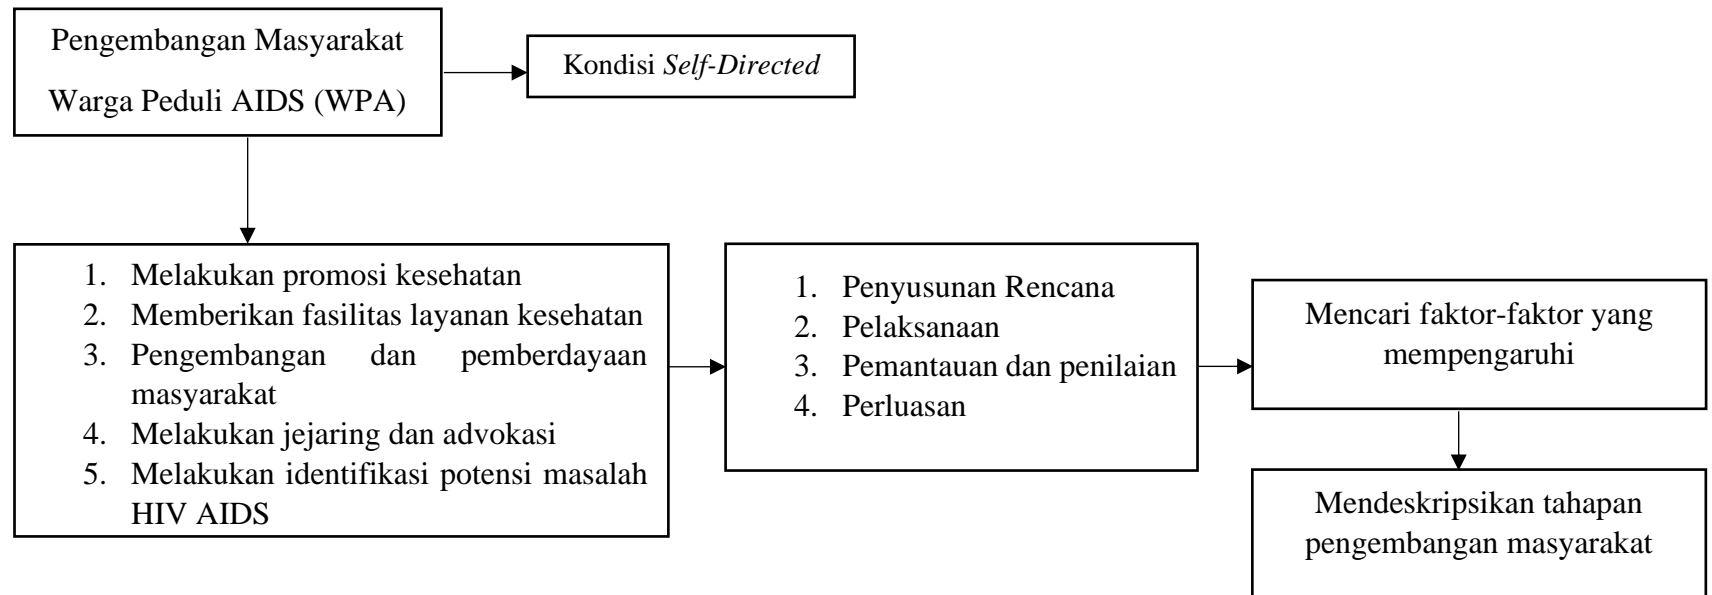 Pengembangan Masyarakat
Warga Peduli AIDS (WPA)
Kondisi Self-Directed
1. Melakukan promosi kesehatan
2. Memberikan fasilitas layanan kesehatan
3. Pengembangan dan pemberdayaan
masyarakat
4. Melakukan jejaring dan advokasi
5. Melakukan identifikasi potensi masalah
HIV AIDS
1. Penyusunan Rencana
2. Pelaksanaan
3. Pemantauan dan penilaian
4. Perluasan
Mencari faktor-faktor yang
mempengaruhi
Mendeskripsikan tahapan
pengembangan masyarakat